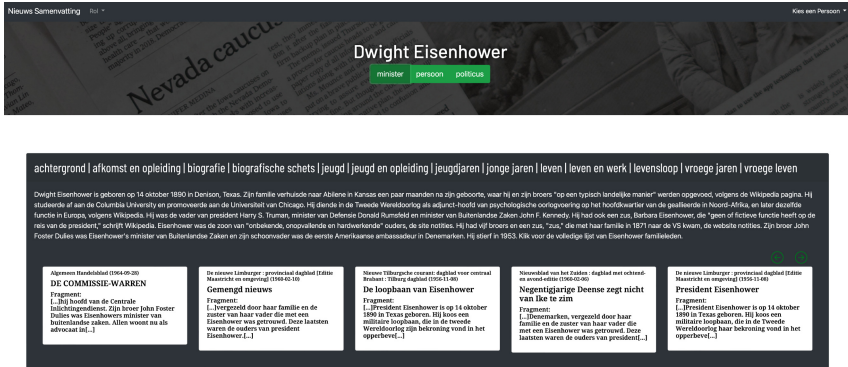 Nieuws Samenvatting Rol Kies een Persoon
Nevada caucu
Dwight Eisenhower
minister persoon politicus
achtergrond | afkomst en opleiding | biografie | biografische schets | jeugd | jeugd en opleiding | jeugdjaren | jonge jaren | leven | leven en werk | levensloop | vroege jaren | vroege leven
Dwight Eisenhower is geboren op 14 oktober 1890 in Denison, Texas. Zijn familie verhuisde naar Abilene in Kansas een paar maanden na zijn geboorte, waar hij en zijn broers "op een typisch landelijke manier" werden opgevoed, volgens de Wikipedia pagina. Hij
studeerde af aan de Columbia University en promoveerde aan de Universiteit van Chicago. Hij diende in de Tweede Wereldoorlog als adjunct-hoofd van psychologische oorlogvoering op het hoofdkwartier van de geallieerde in Noord-Afrika, en later dezelfde
functie in Europa, volgens Wikipedia. Hij was de vader van president Harry S. Truman, minister van Defensie Donald Rumsfeld en minister van Buitenlandse Zaken John F. Kennedy. Hij had ook een zus, Barbara Eisenhower, die "geen of fictieve functie heeft op de
reis van de president," schrijft Wikipedia. Eisenhower was de zoon van "onbekende, onopvallende en hardwerkende" ouders, de site notities. Hij had vijf broers en een zus, "zus," die met haar familie in 1871 naar de VS kwam, de website notities. Zijn broer John
Foster Dulles was Eisenhower's minister van Buitenlandse Zaken en zijn schoonvader was de eerste Amerikaanse ambassadeur in Denemarken. Hij stierf in 1953. Klik voor de volledige lijst van Eisenhower familieleden.
Algemeen Handelsblad (1964-09-28)
DE COMMISSIE-WARREN
Fragment:
[...]hij hoofd van de Centrale
Inlichtingendienst. Zijn broer John Foster
Dulles was Eisenhowers minister van
buitenlandse zaken. Allen woont nu als
advocaat in[...]
De nieuwe Limburger : provinciaal dagblad [Editie
Maastricht en omgeving] (1960-02-10)
Gemengd nieuws
Fragment:
[...]vergezeld door haar familie en de
zuster van haar vader die met een
Eisenhower was getrouwd. Deze laatsten
waren de ouders van president
Eisenhower.[...]
Nieuwe Tilburgsche courant: dagblad voor centraal
Brabant : Tilburg dagblad (1956-11-06)
De loopbaan van Eisenhower
Fragment:
[...]President Eisenhower is op 14 oktober
1890 in Texas geboren. Hij koos een
militaire loopbaan, die in de tweede
Wereldoorlog zijn bekroning vond in het
opperbeve[...]
Nieuwsblad van het Zuiden : dagblad met ochtend-
en avond-editie (1960-02-06)
Negentigjarige Deense zegt nicht
van Ike te zim
Fragment:
[...]Denemarken, vergezeld door haar
familie en de zuster van haar vader die
met een Eisenhower was getrouwd. Deze
laatsten waren de ouders van president[...]
De nieuwe Limburger : provinciaal dagblad [Editie
Maastricht en omgeving] (1956-11-06)
President Eisenhower
Fragment:
[...]President Eisenhower is op 14 oktober
1890 in Texas geboren. Hij koos een
militaire loopbaan, die in de Tweede
Wereldoorlog haar bekroning vond in het
opperbeve[...]